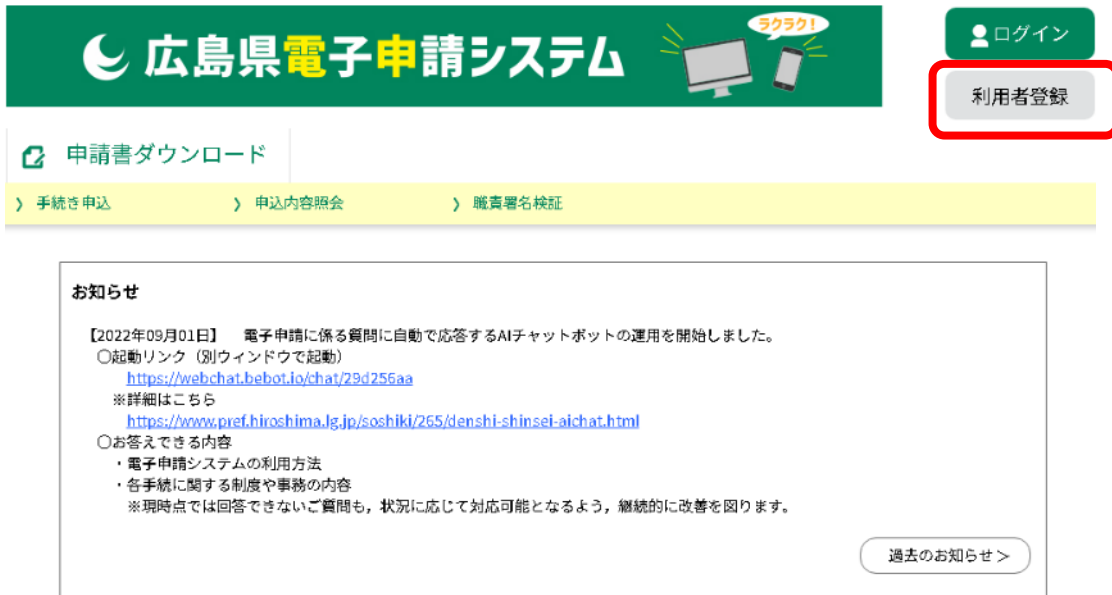 広島県電子申請システム
ラクラク!
ログイン
利用者登録
申請書ダウンロード
手続き申込
申込内容照会
職責署名検証
お知らせ
【2022年09月01日】 電子申請に係る質問に自動で応答するAIチャットボットの運用を開始しました。
○起動リンク（別ウィンドウで起動）
https://webchat.bebot.io/chat/29d256aa
※詳細はこちら
https://www.pref.hiroshima.lg.jp/soshiki/265/denshi-shinsei-aichat.html
○お答えできる内容
・電子申請システムの利用方法
・各手続に関する制度や事務の内容
※現時点では回答できないご質問も，状況に応じて対応可能となるよう，継続的に改善を図ります。
過去のお知らせ＞